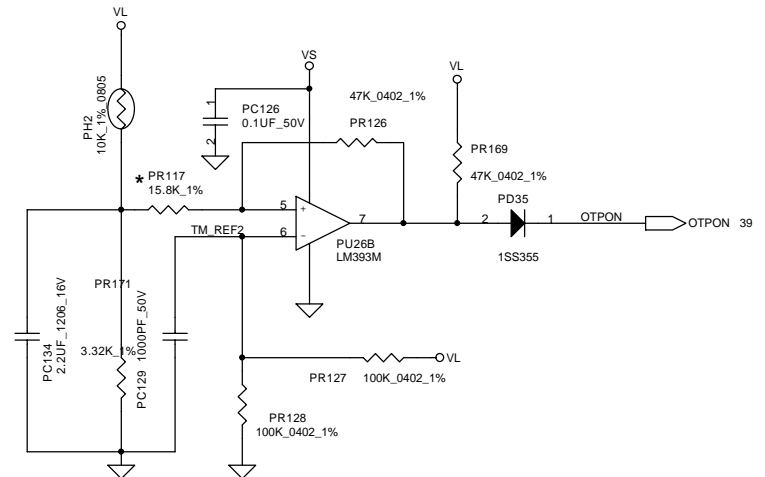 VL
PH2
10K_1%_0805
VS
1
PC126
0.1UF_50V
2
47K_0402_1%
PR126
VL
PR169
47K_0402_1%
* PR117
15.8K_1%
5
+
6
-
7
TM_REF2
PU26B
LM393M
PD35
2
1
1SS355
OTPON
OTPON 39
PR171
3.32K_1%
PC134
2.2UF_1206_16V
PC129 1000PF_50V
PR127 100K_0402_1%
VL
PR128
100K_0402_1%